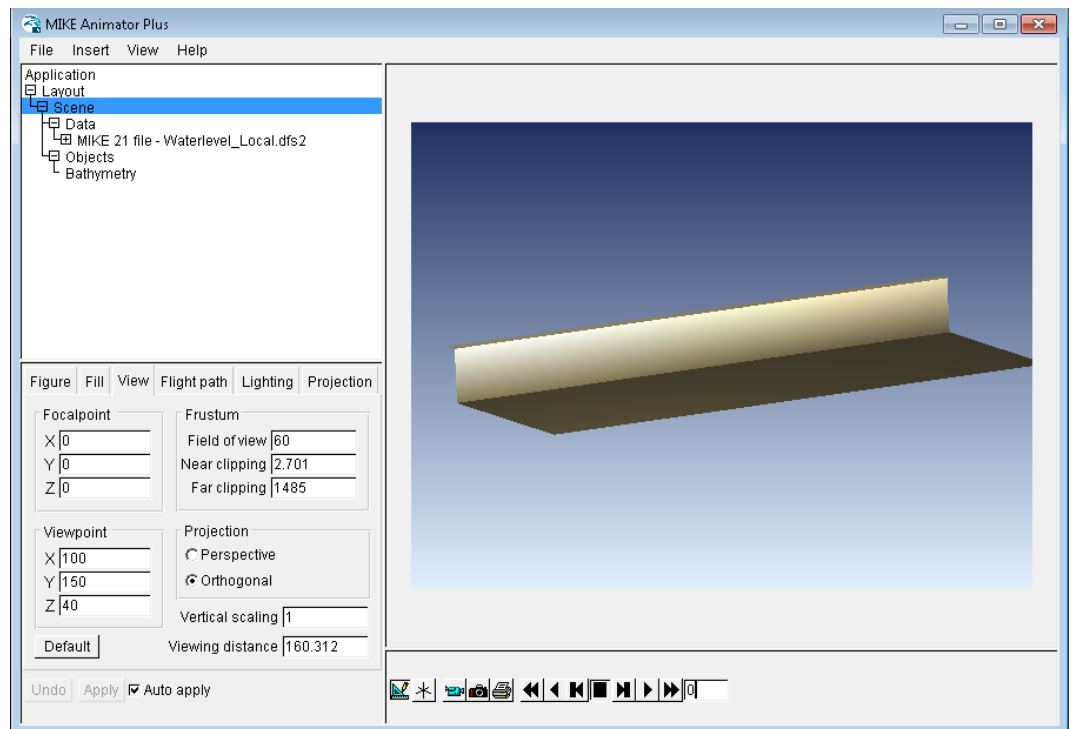 MIKE Animator Plus
File Insert View Help
Application
Layout
Scene
Data
MIKE 21 file - Waterlevel_Local.dfs2
Objects
Bathymetry
Figure Fill View Flight path Lighting Projection
Focalpoint
X 0
Y 0
Z 0
Frustum
Field of view 60
Near clipping 2.701
Far clipping 1485
Viewpoint
X 100
Y 150
Z 40
Projection
Perspective
Orthogonal
Vertical scaling 1
Default
Viewing distance 160.312
Undo Apply Auto apply
0